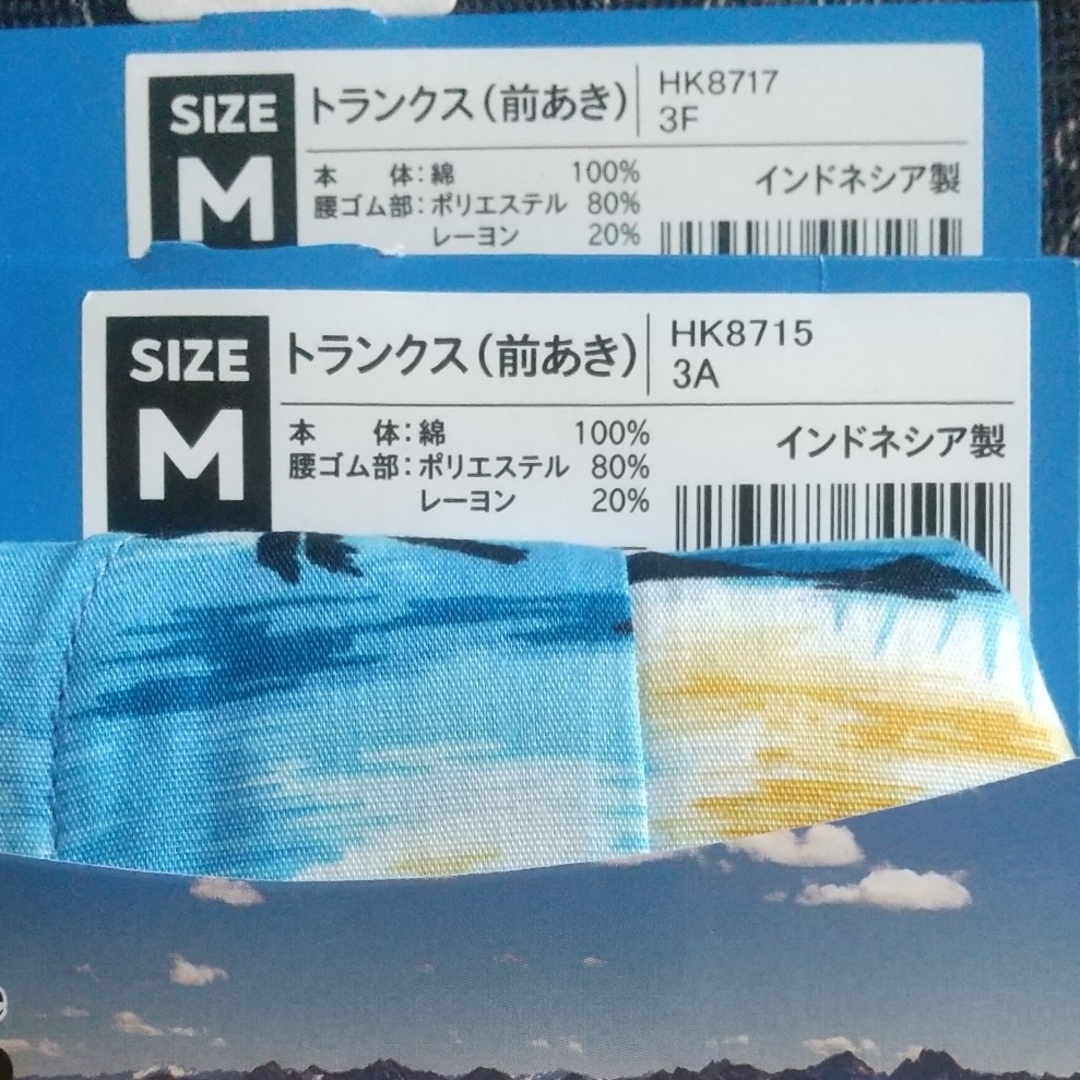 SIZE
M
トランクス(前あき)
HK8717
3F
本 体:綿 100%
腰ゴム部:ポリエステル 80%
レーヨン 20%
インドネシア製
SIZE
M
トランクス(前あき)
HK8715
3A
本 体:綿 100%
腰ゴム部:ポリエステル 80%
レーヨン 20%
インドネシア製
e